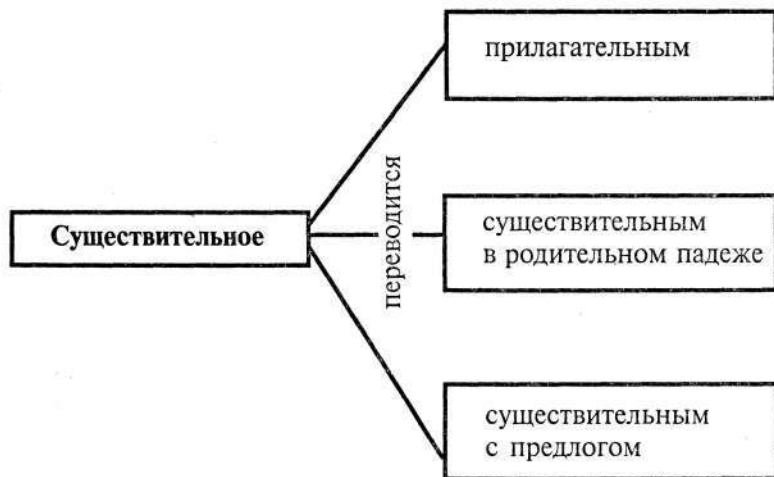 прилагательным
Существительное
переводится
существительным
в родительном падеже
существительным
с предлогом